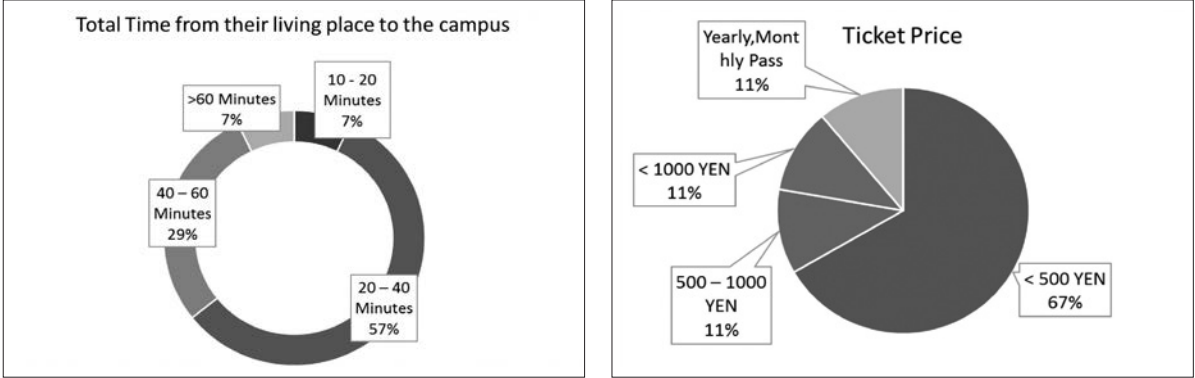 Total Time from their living place to the campus
>60 Minutes
7%
10 - 20
Minutes
7%
40 – 60
Minutes
29%
20 – 40
Minutes
57%
Ticket Price
Yearly,Mont
hly Pass
11%
< 1000 YEN
11%
500 – 1000
YEN
11%
< 500 YEN
67%